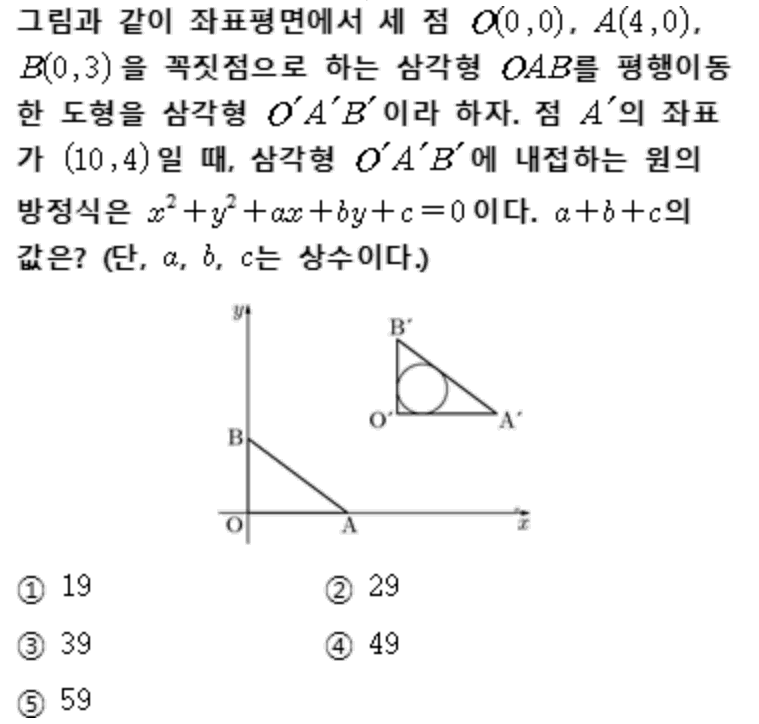 그림과 같이 좌표평면에서 세 점 O(0,0), A(4,0),
B(0,3)을 꼭짓점으로 하는 삼각형 OAB를 평행이동
한 도형을 삼각형 O′A′B′이라 하자. 점 A′의 좌표
가 (10,4)일 때, 삼각형 O′A′B′에 내접하는 원의
방정식은 x²+y²+ax+by+c=0이다. a+b+c의
값은? (단, a, b, c는 상수이다.)
y
B′
O′ A′
B
O A x
① 19 ② 29
③ 39 ④ 49
⑤ 59